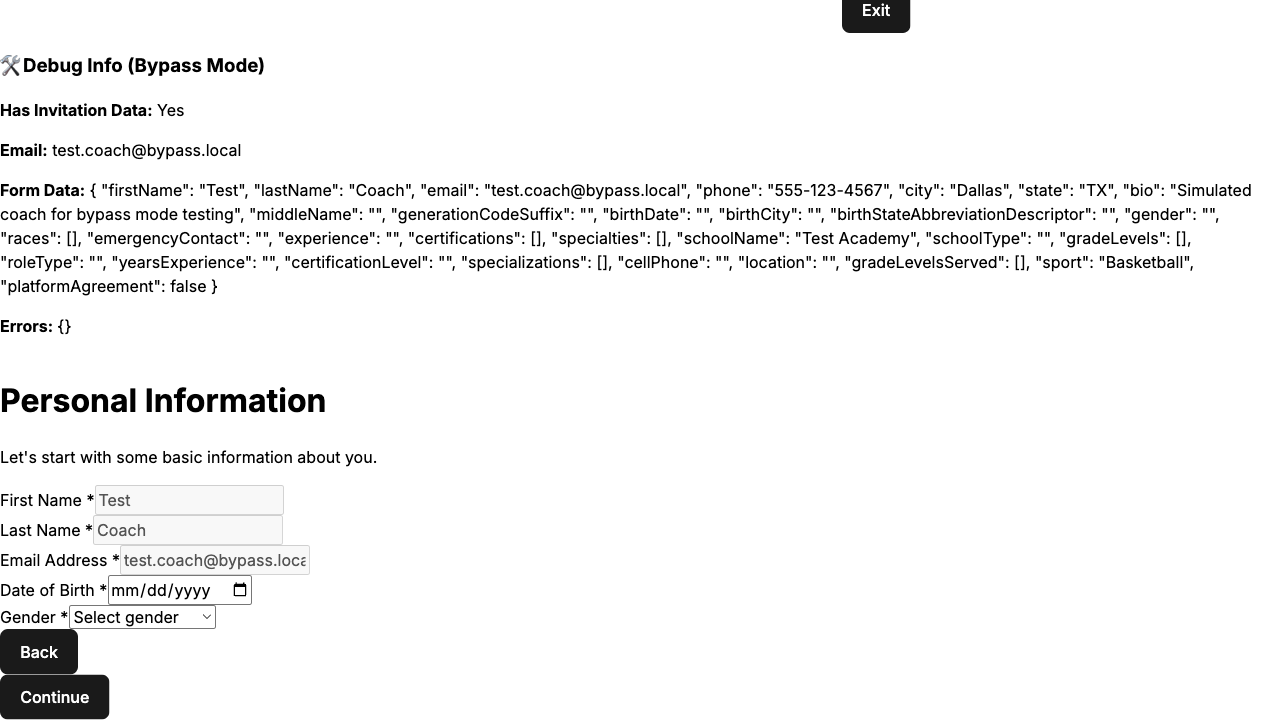 Exit
🛠️Debug Info (Bypass Mode)
Has Invitation Data: Yes
Email: test.coach@bypass.local
Form Data: { "firstName": "Test", "lastName": "Coach", "email": "test.coach@bypass.local", "phone": "555-123-4567", "city": "Dallas", "state": "TX", "bio": "Simulated
coach for bypass mode testing", "middleName": "", "generationCodeSuffix": "", "birthDate": "", "birthCity": "", "birthStateAbbreviationDescriptor": "", "gender": "",
"races": [], "emergencyContact": "", "experience": "", "certifications": [], "specialties": [], "schoolName": "Test Academy", "schoolType": "", "gradeLevels": [],
"roleType": "", "yearsExperience": "", "certificationLevel": "", "specializations": [], "cellPhone": "", "location": "", "gradeLevelsServed": [], "sport": "Basketball",
"platformAgreement": false }
Errors: {}
Personal Information
Let's start with some basic information about you.
First Name * Test
Last Name * Coach
Email Address * test.coach@bypass.loca
Date of Birth * mm/dd/yyyy
Gender * Select gender
Back
Continue